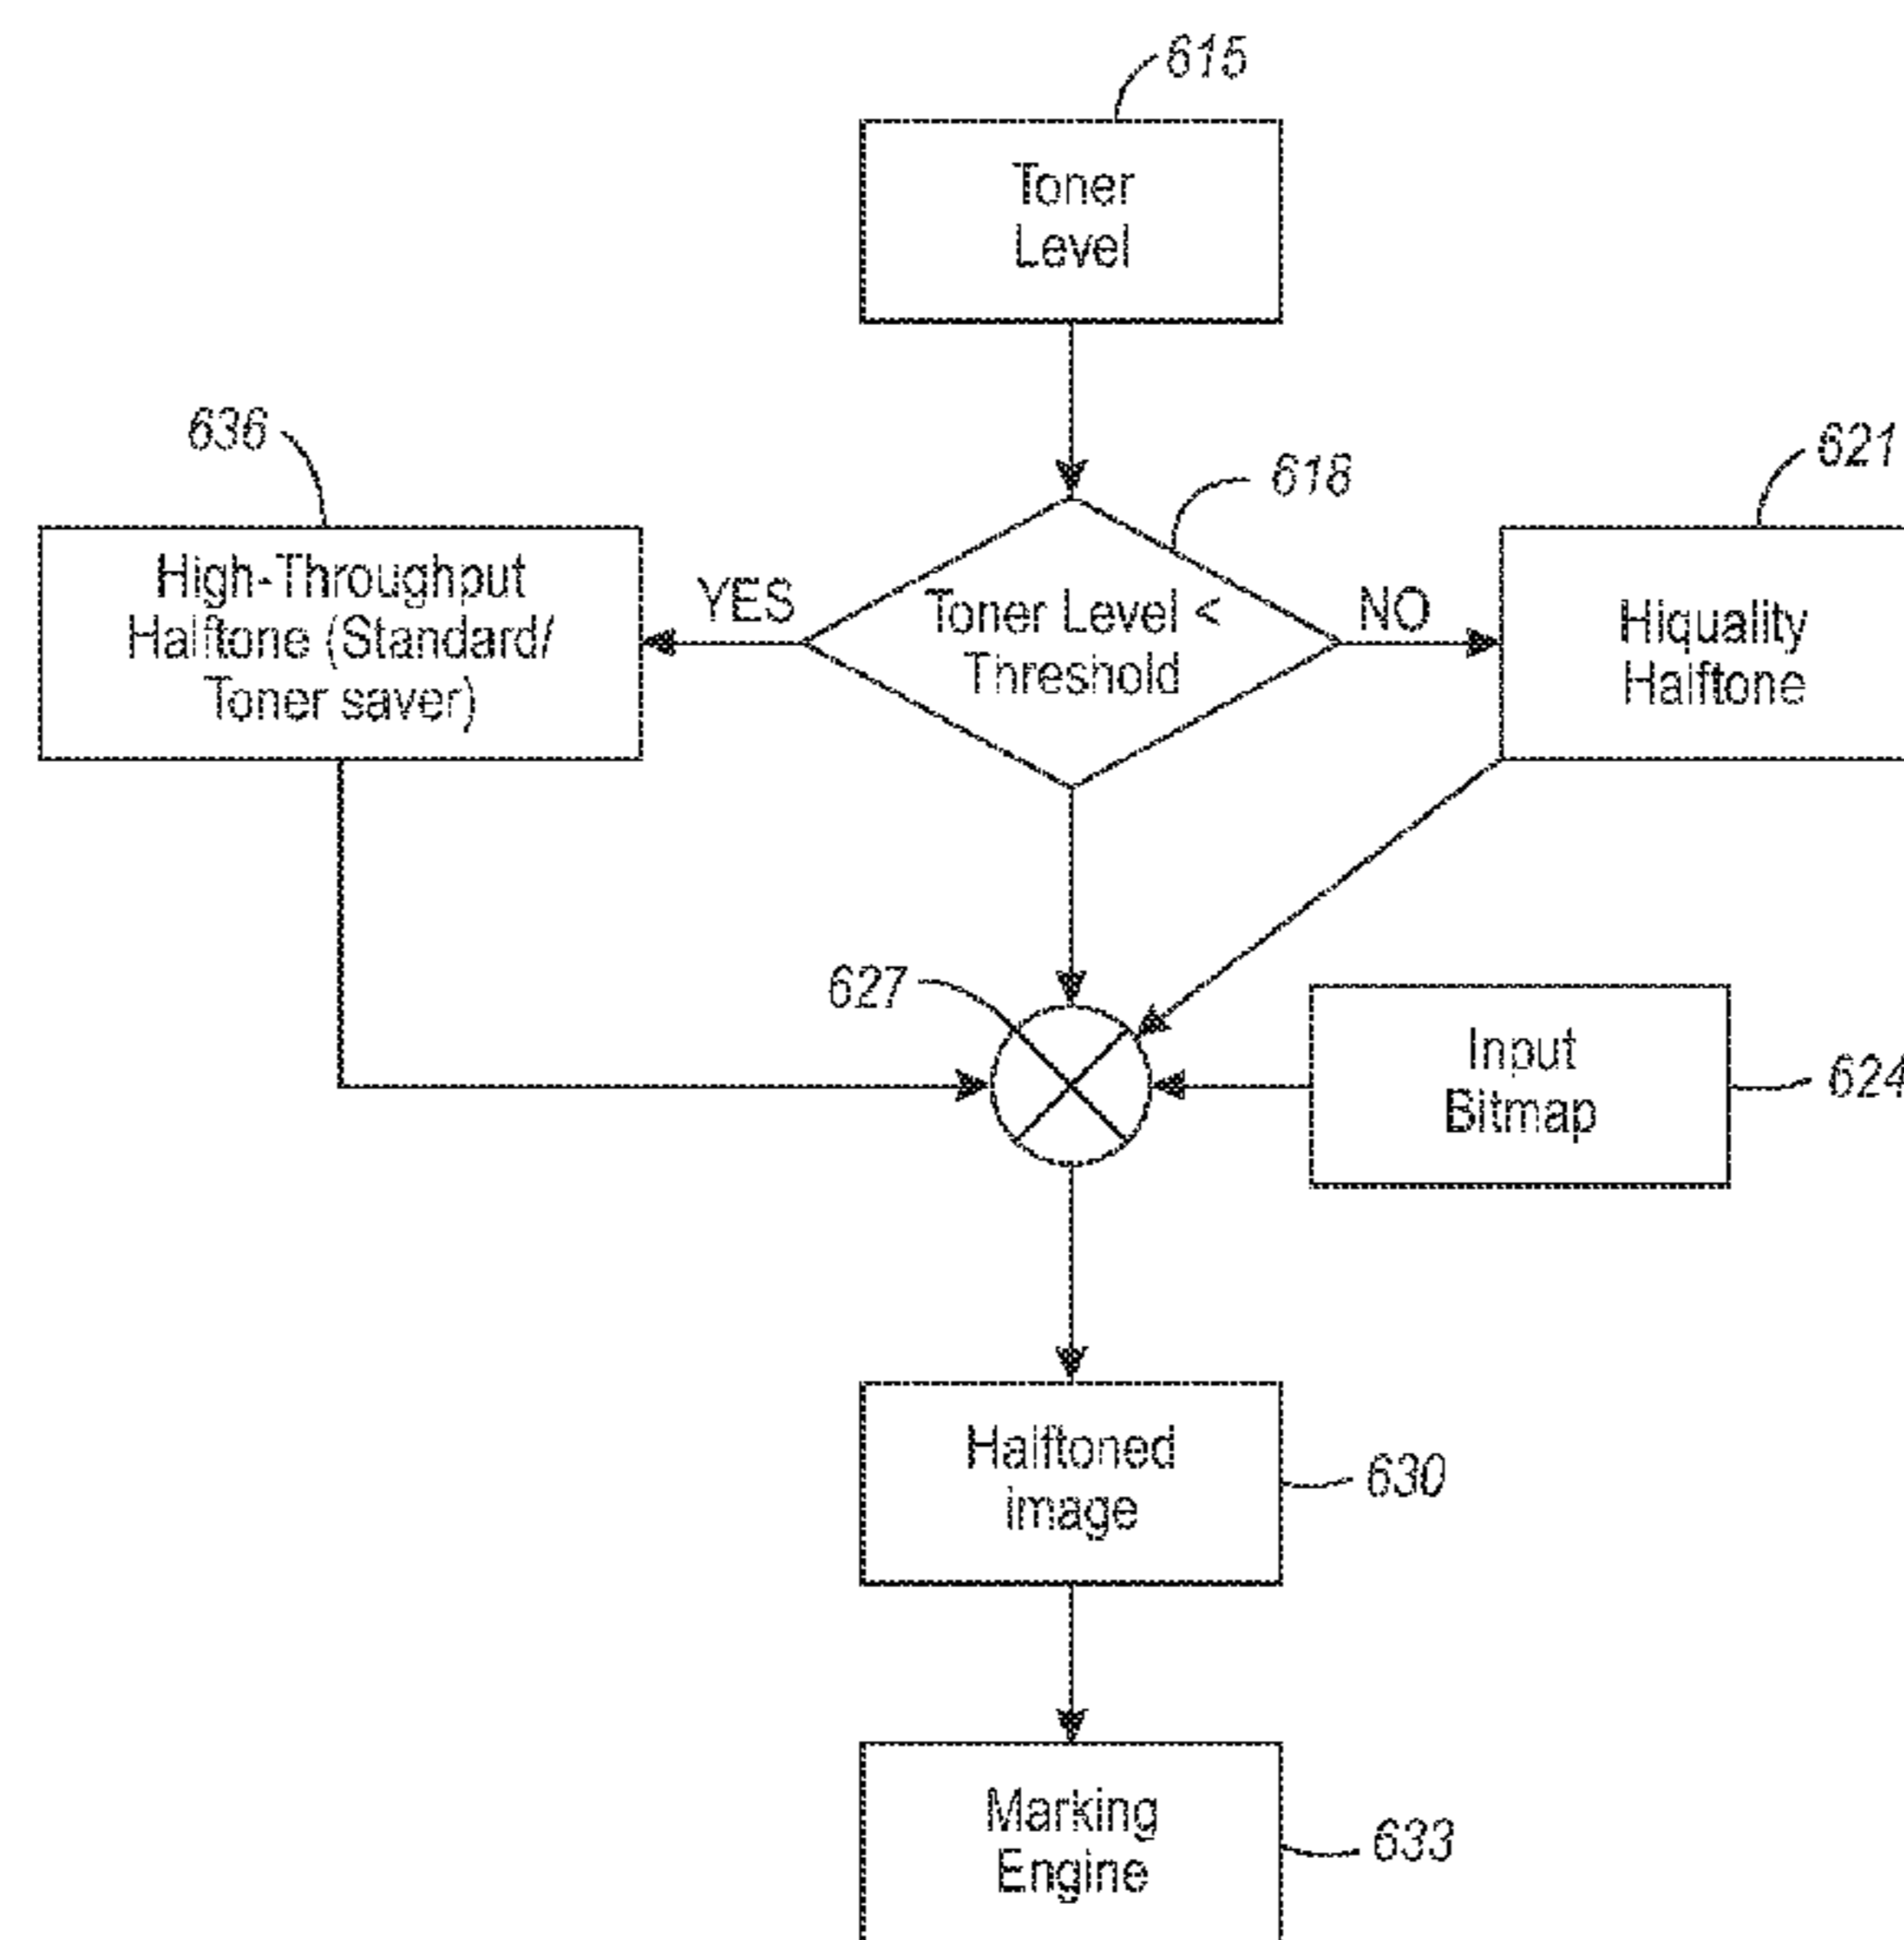 615
Toner
Level
636
618
621
High-Throughput
Halftone (Standard/
Toner saver)
YES
Toner Level <
Threshold
NO
Hiquality
Halftone
627
Input
Bitmap
624
Halftoned
image
630
Marking
Engine
633